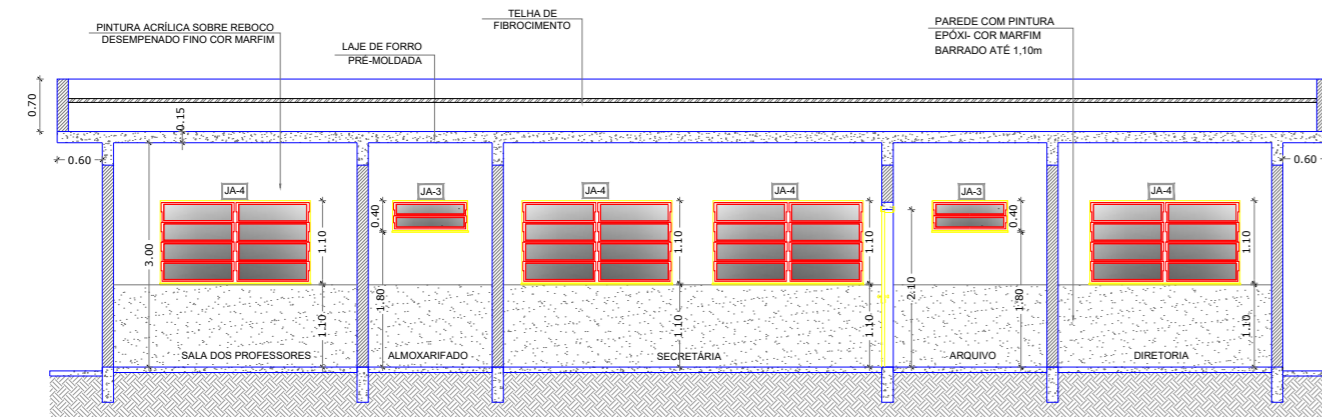 TELHA DE
FIBROCIMENTO
PINTURA ACRÍLICA SOBRE REBOCO
DESEMPENADO FINO COR MARFIM
LAJE DE FORRO
PRÉ-MOLDADA
PAREDE COM PINTURA
EPÓXI- COR MARFIM
BARRADO ATÉ 1,10m
0.70
0.15
0.60
0.60
JA-4
JA-3
JA-4
JA-4
JA-3
JA-4
3.00
1.10
0.40
1.10
1.10
0.40
1.10
1.10
1.80
1.10
1.10
2.10
1.80
1.10
SALA DOS PROFESSORES
ALMOXARIFADO
SECRETÁRIA
ARQUIVO
DIRETORIA